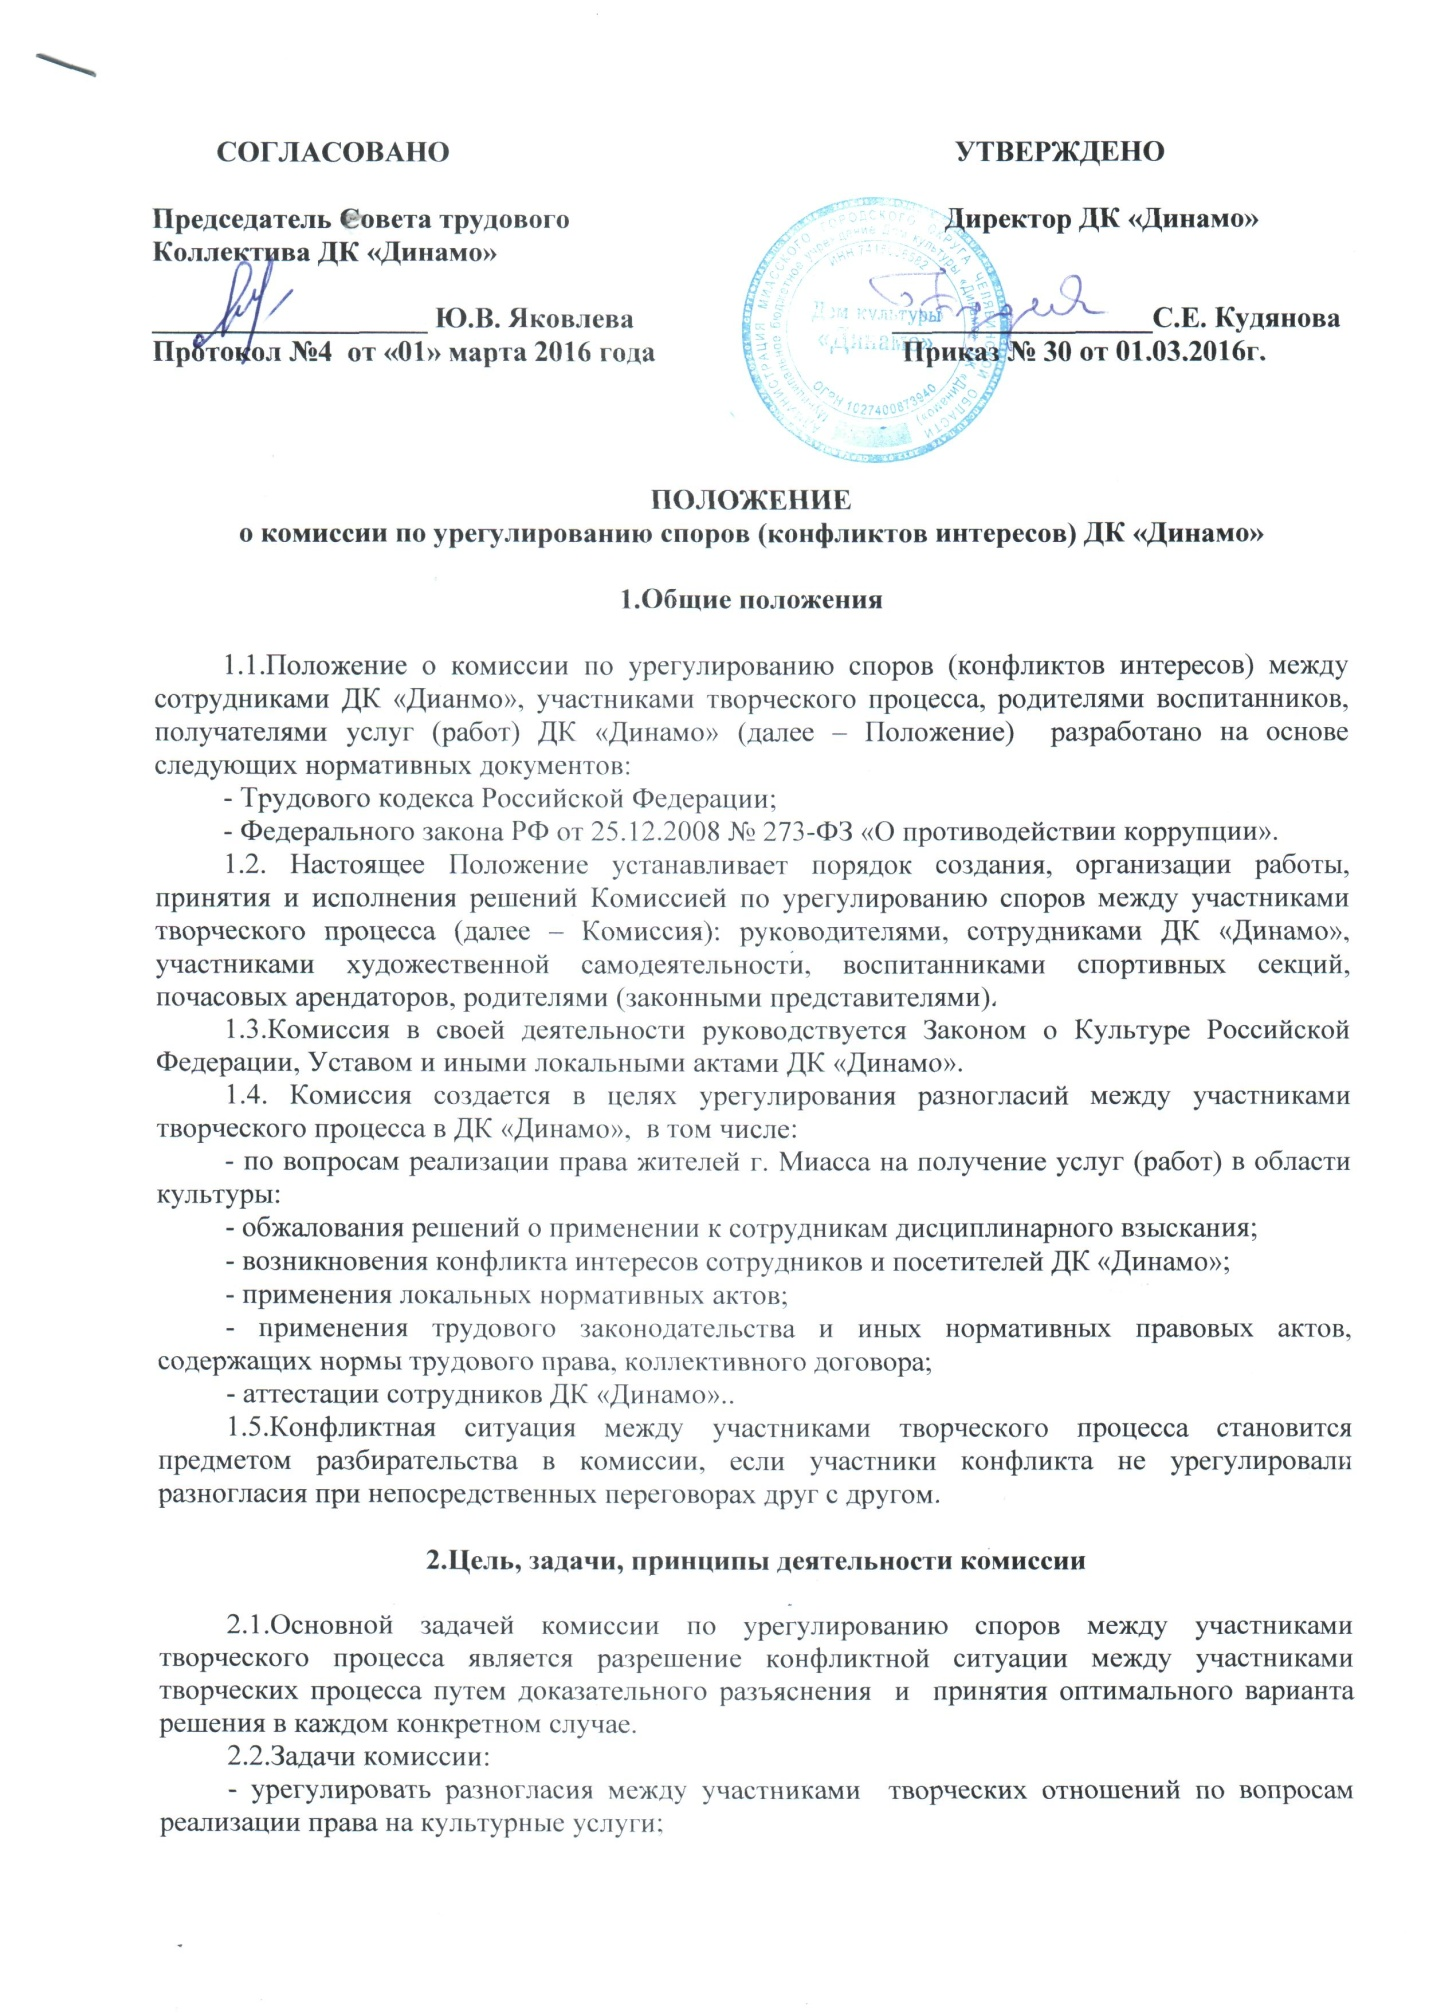 СОГЛАСОВАНО
УТВЕРЖДЕНО
Председатель Совета трудового
Коллектива ДК «Динамо»
Директор ДК «Динамо»
Ю.В. Яковлева
С.Е. Кудянова
Протокол №4 от «01» марта 2016 года
Приказ № 30 от 01.03.2016г.
Дом культуры
«Динамо»
ОГРН 1027400873940
ПОЛОЖЕНИЕ
о комиссии по урегулированию споров (конфликтов интересов) ДК «Динамо»
1.Общие положения
1.1.Положение о комиссии по урегулированию споров (конфликтов интересов) между
сотрудниками ДК «Дианмо», участниками творческого процесса, родителями воспитанников,
получателями услуг (работ) ДК «Динамо» (далее – Положение) разработано на основе
следующих нормативных документов:
- Трудового кодекса Российской Федерации;
- Федерального закона РФ от 25.12.2008 № 273-ФЗ «О противодействии коррупции».
1.2. Настоящее Положение устанавливает порядок создания, организации работы,
принятия и исполнения решений Комиссией по урегулированию споров между участниками
творческого процесса (далее – Комиссия): руководителями, сотрудниками ДК «Динамо»,
участниками художественной самодеятельности, воспитанниками спортивных секций,
почасовых арендаторов, родителями (законными представителями).
1.3.Комиссия в своей деятельности руководствуется Законом о Культуре Российской
Федерации, Уставом и иными локальными актами ДК «Динамо».
1.4. Комиссия создается в целях урегулирования разногласий между участниками
творческого процесса в ДК «Динамо», в том числе:
- по вопросам реализации права жителей г. Миасса на получение услуг (работ) в области
культуры:
- обжалования решений о применении к сотрудникам дисциплинарного взыскания;
- возникновения конфликта интересов сотрудников и посетителей ДК «Динамо»;
- применения локальных нормативных актов;
- применения трудового законодательства и иных нормативных правовых актов,
содержащих нормы трудового права, коллективного договора;
- аттестации сотрудников ДК «Динамо»..
1.5.Конфликтная ситуация между участниками творческого процесса становится
предметом разбирательства в комиссии, если участники конфликта не урегулировали
разногласия при непосредственных переговорах друг с другом.
2.Цель, задачи, принципы деятельности комиссии
2.1.Основной задачей комиссии по урегулированию споров между участниками
творческого процесса является разрешение конфликтной ситуации между участниками
творческих процесса путем доказательного разъяснения и принятия оптимального варианта
решения в каждом конкретном случае.
2.2.Задачи комиссии:
- урегулировать разногласия между участниками творческих отношений по вопросам
реализации права на культурные услуги;